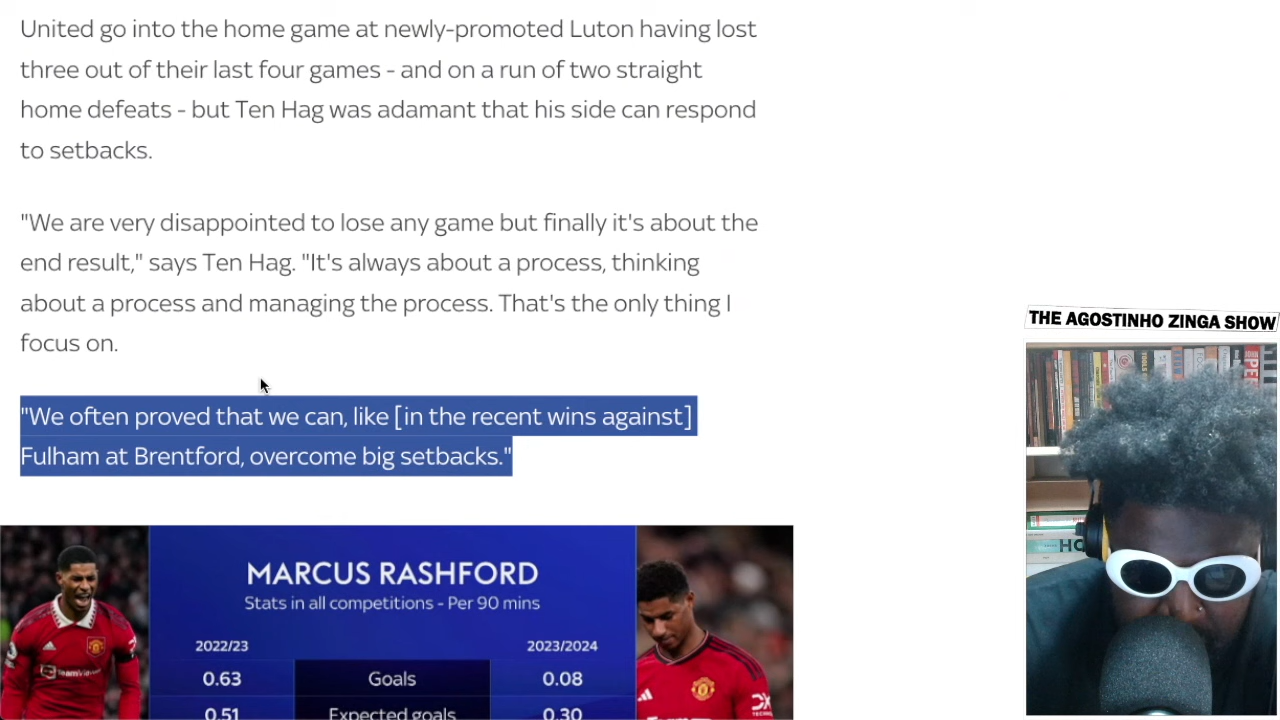 United go into the home game at newly-promoted Luton having lost
three out of their last four games - and on a run of two straight
home defeats - but Ten Hag was adamant that his side can respond
to setbacks.
"We are very disappointed to lose any game but finally it's about the
end result," says Ten Hag. "It's always about a process, thinking
about a process and managing the process. That's the only thing I
focus on.
"We often proved that we can, like [in the recent wins against]
Fulham at Brentford, overcome big setbacks."
THE AGOSTINHO ZINGA SHOW
MARCUS RASHFORD
Stats in all competitions - Per 90 mins
2022/23
2023/2024
0.63 Goals 0.08
0.51 Expected goals 0.30